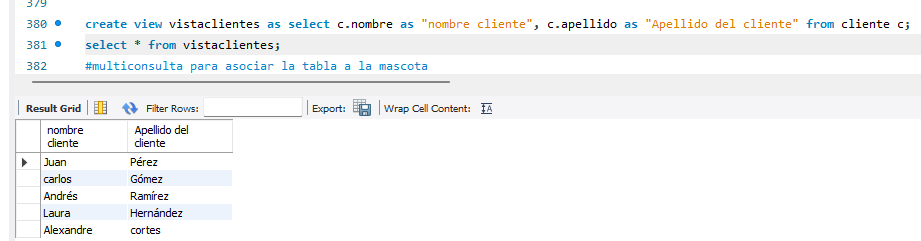 379
380 create view vistaclientes as select c.nombre as "nombre cliente", c.apellido as "Apellido del cliente" from cliente c;
381 select * from vistaclientes;
382 #multiconsulta para asociar la tabla a la mascota
Result Grid Filter Rows: Export: Wrap Cell Content: IA
nombre cliente Apellido del cliente
Juan Pérez
carlos Gómez
Andrés Ramírez
Laura Hernández
Alexandre cortes